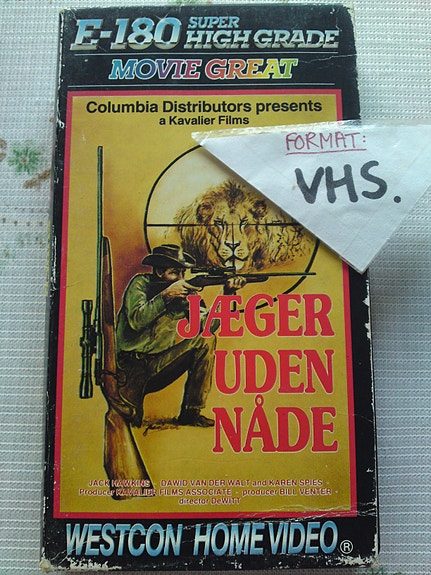 E-180 SUPER HIGH GRADE
MOVIE GREAT
Columbia Distributors presents
a Kavalier Films
FORMAT:
VHS.
JÆGER
UDEN
NÅDE
JACK HAWKINS - DAWID VAN DER WALT and KAREN SPIES -
Producer KAVALIER FILMS ASSOCIATE - producer BILL VENTER -
director DeWITT
WESTCON HOME VIDEO ®